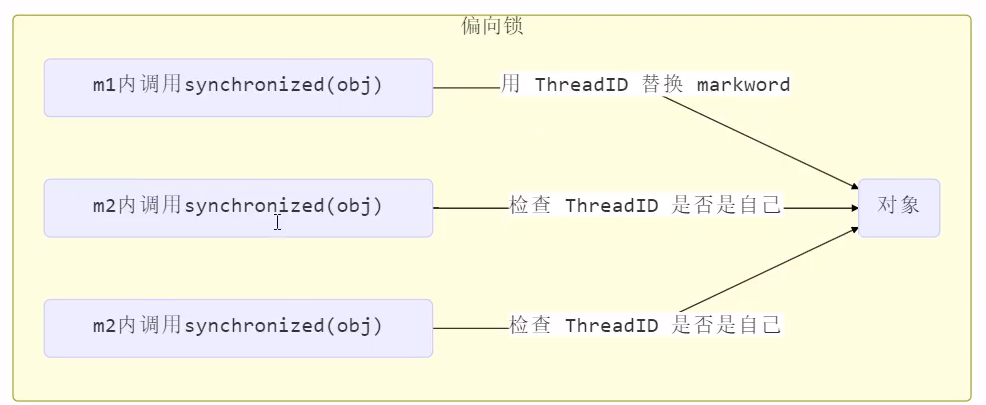 偏向锁
m1内调用synchronized(obj)
用 ThreadID 替换 markword
m2内调用synchronized(obj)
检查 ThreadID 是否是自己
对象
m2内调用synchronized(obj)
检查 ThreadID 是否是自己